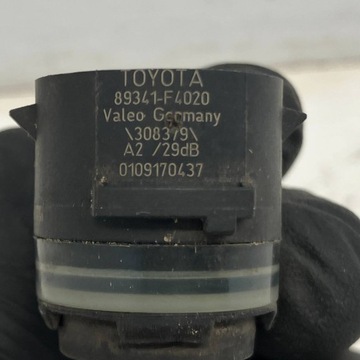 TOYOTA
89341-F4020
Valeo Germany
\308379\
A2 /29dB
0109170437